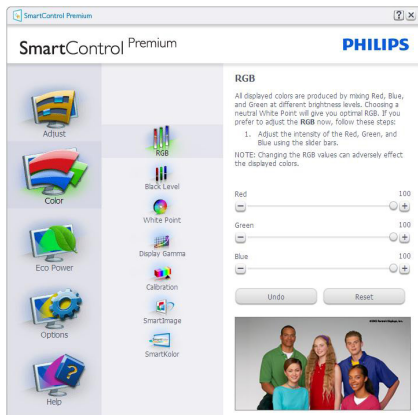 SmartControl Premium
SmartControl Premium
PHILIPS
Adjust
Color
Eco Power
Options
Help
RGB
Black Level
White Point
Display Gamma
Calibration
SmartImage
SmartKolor
RGB
All displayed colors are produced by mixing Red, Blue,
and Green at different brightness levels. Choosing a
neutral White Point will give you optimal RGB. If you
prefer to adjust the RGB now, follow these steps:
1. Adjust the intensity of the Red, Green, and
Blue using the slider bars.
NOTE: Changing the RGB values can adversely effect
the displayed colors.
Red 100
Green 100
Blue 100
Undo Reset